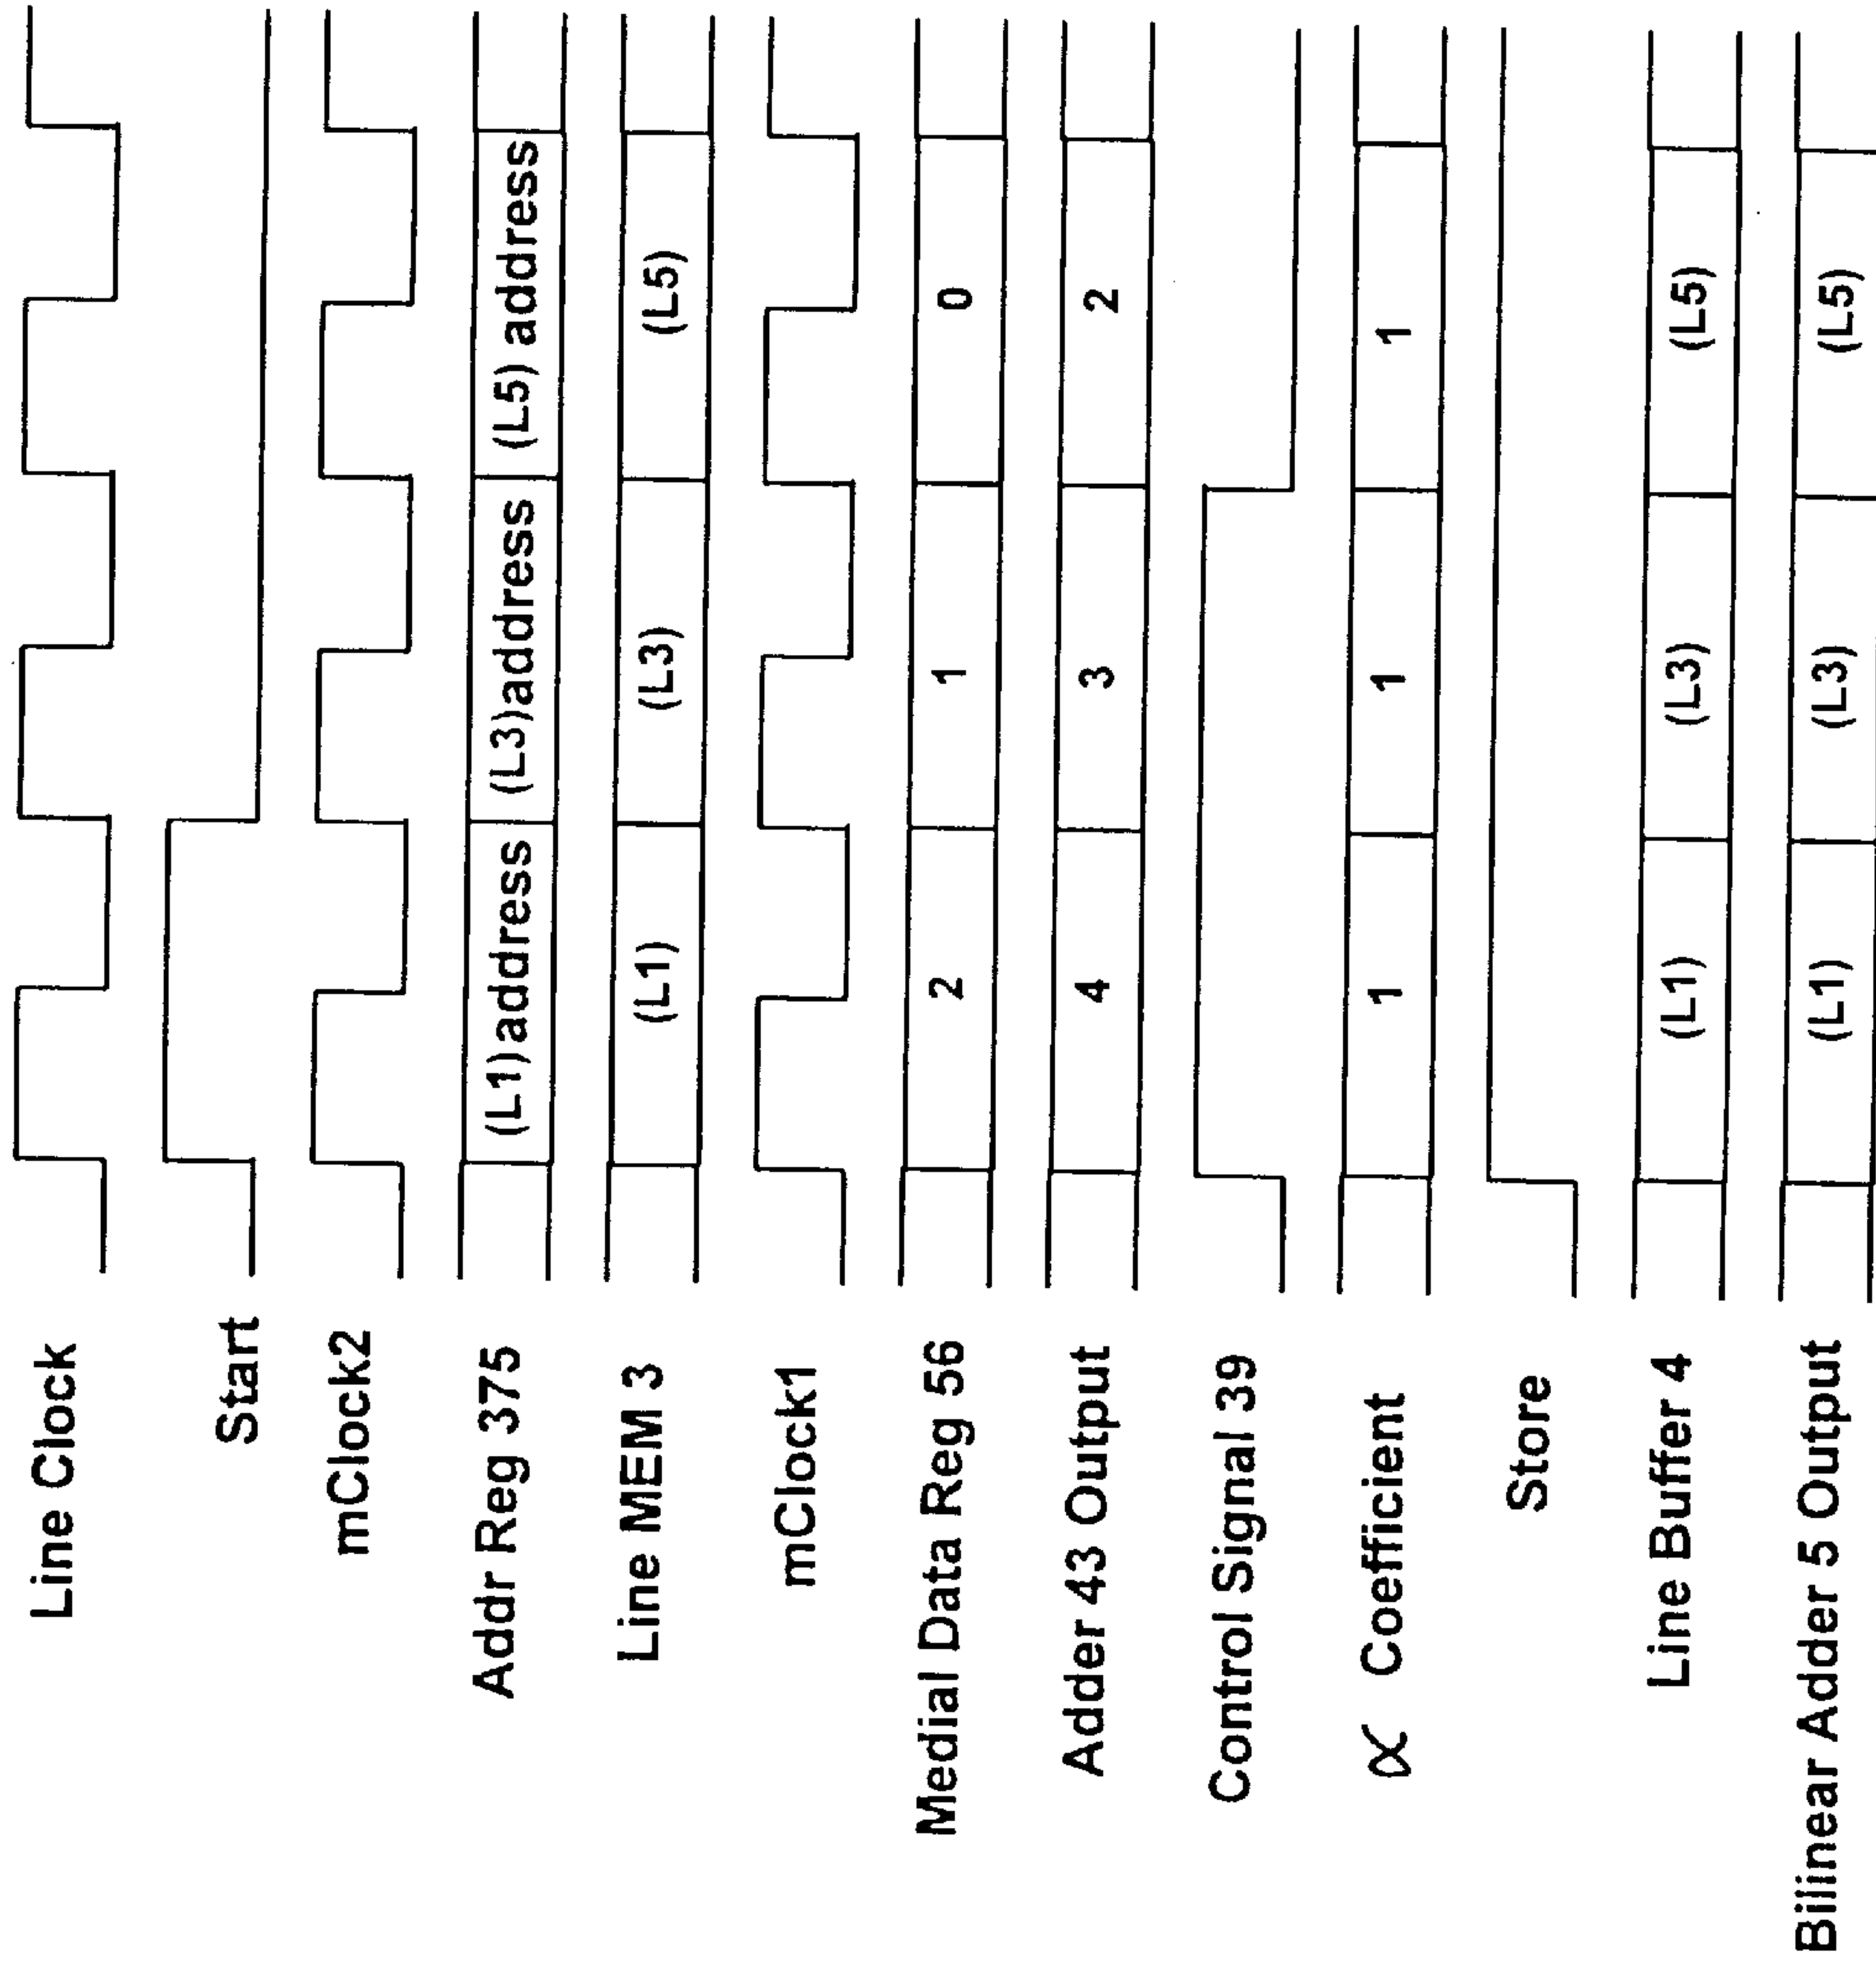 Line Clock
Start
mClock2
Addr Reg 375 (L1)address (L3)address (L5) address
Line MEM 3 (L1) (L3) (L5)
mClock1
Medial Data Reg 56 2 1 0
Adder 43 Output 4 3 2
Control Signal 39
∝ Coefficient 1 1 1
Store
Line Buffer 4 (L1) (L3) (L5)
Bilinear Adder 5 Output (L1) (L3) (L5)